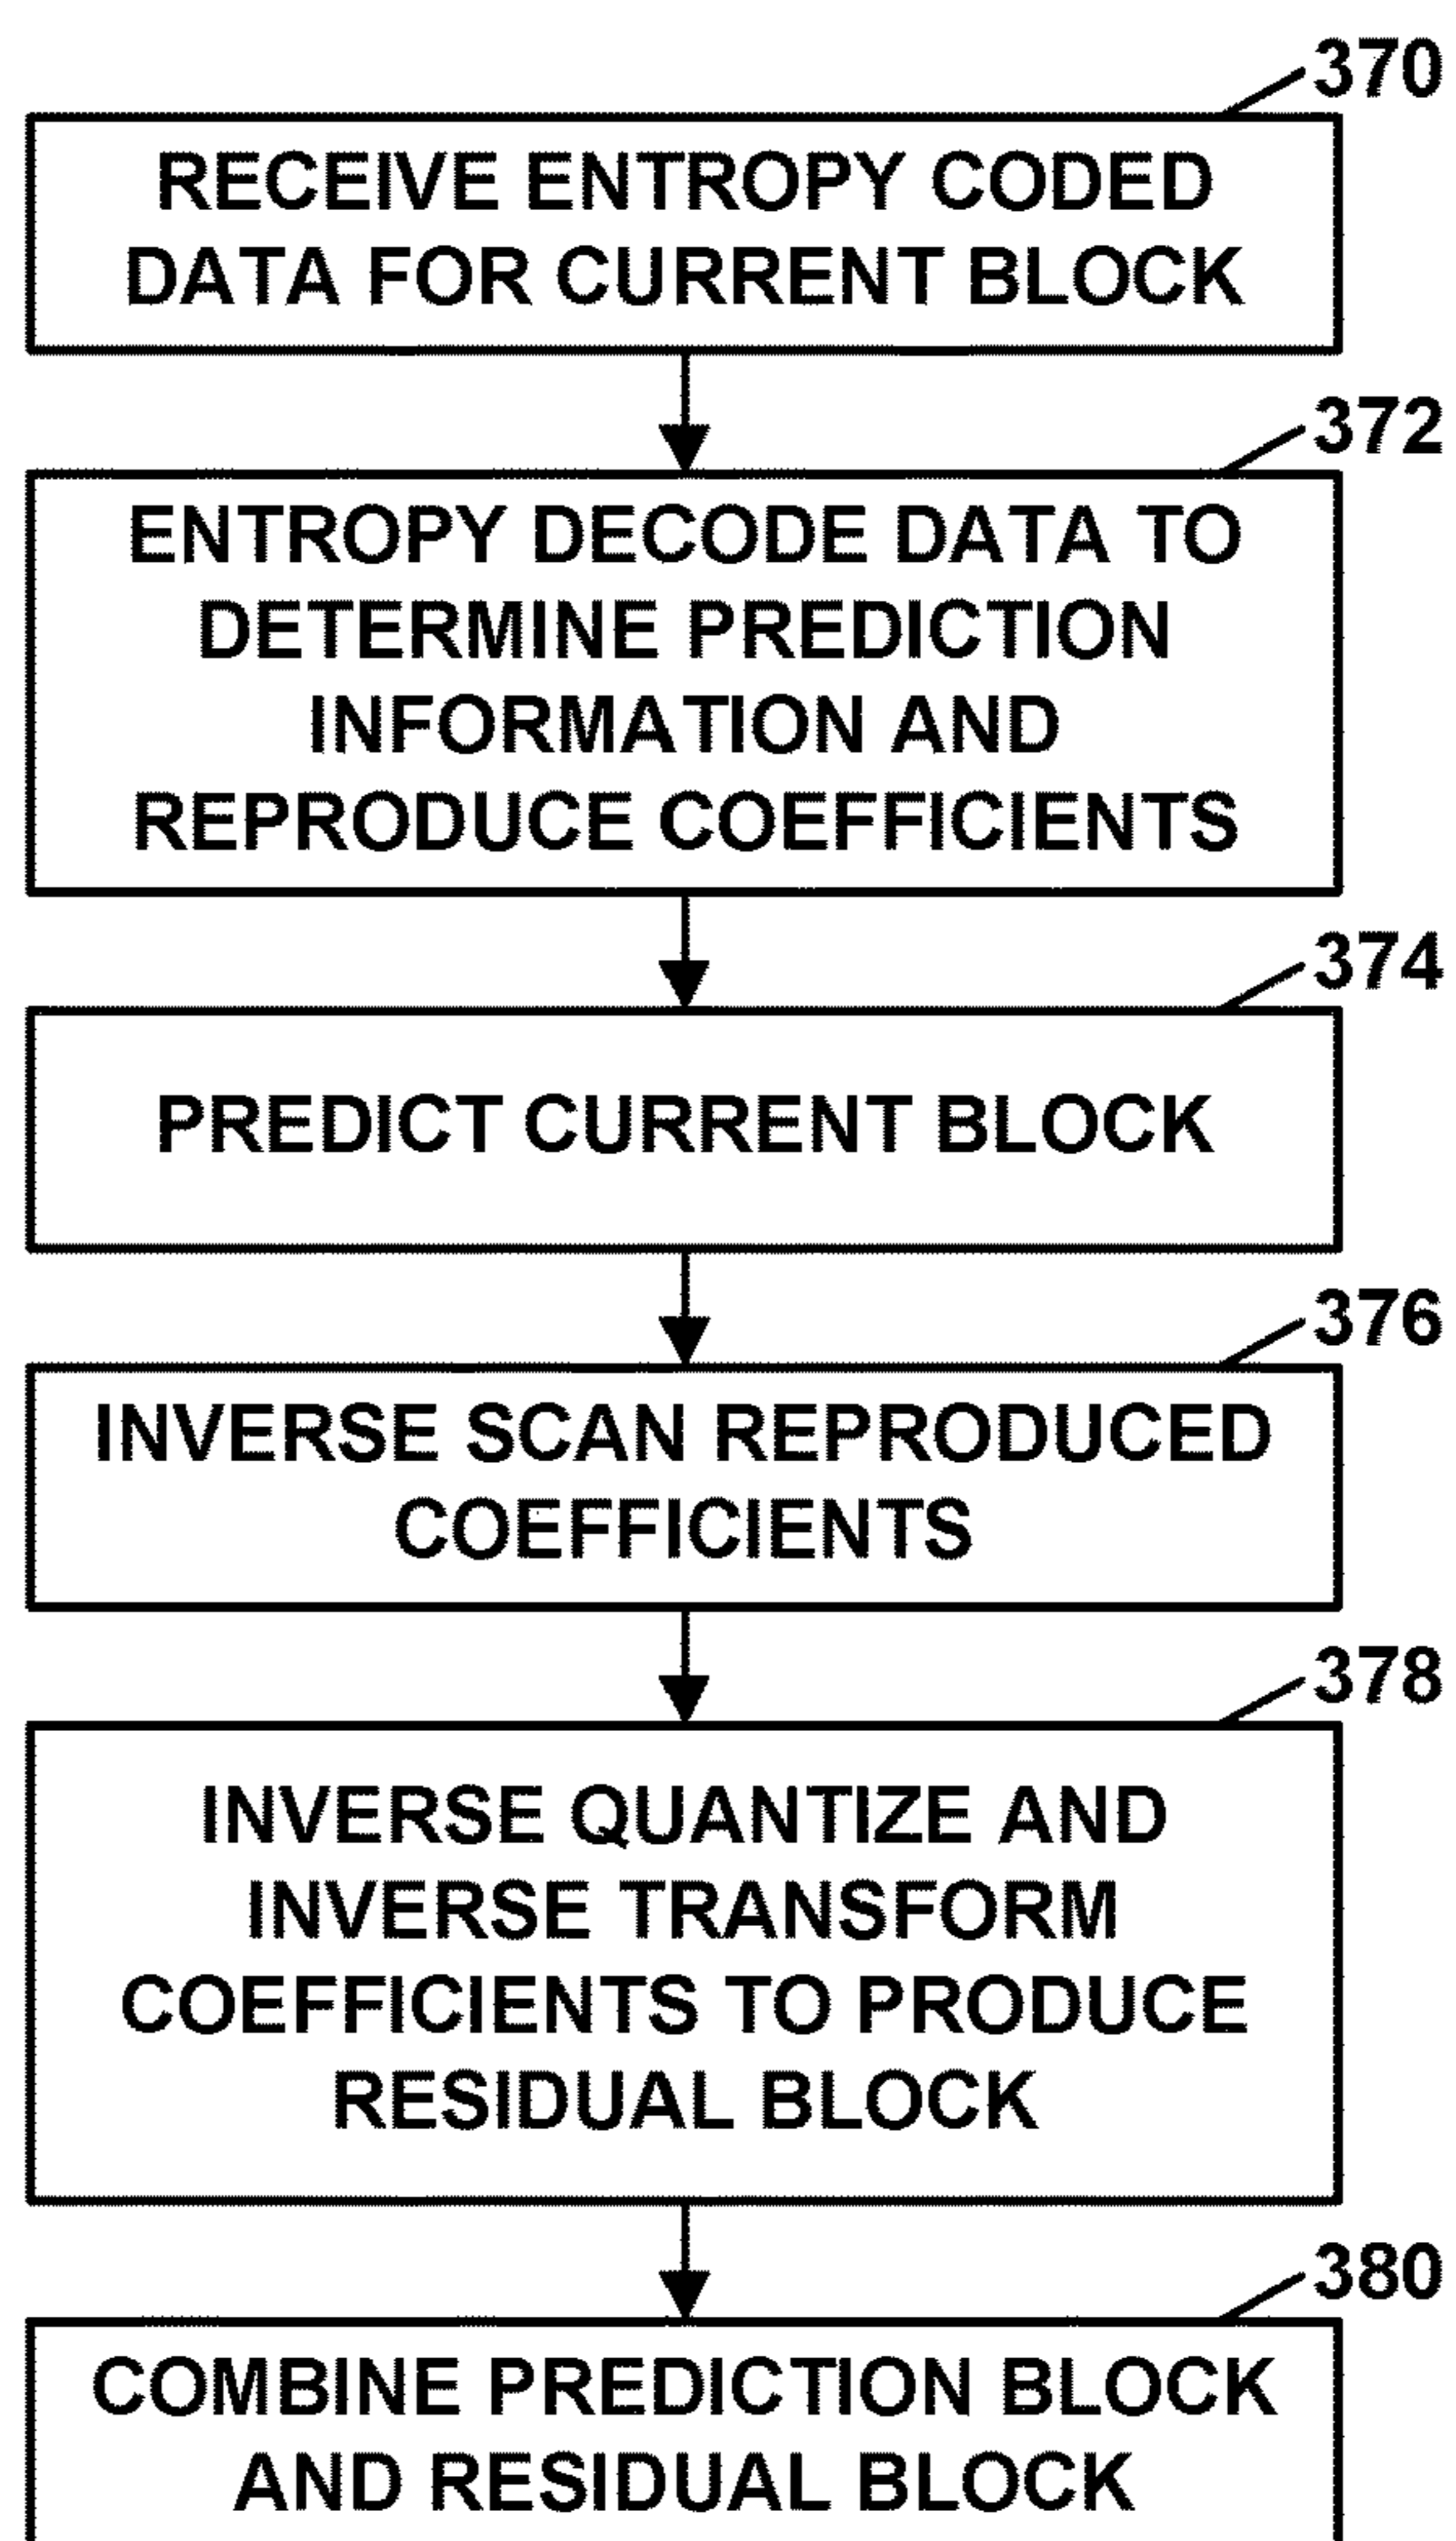 370
RECEIVE ENTROPY CODED
DATA FOR CURRENT BLOCK
372
ENTROPY DECODE DATA TO
DETERMINE PREDICTION
INFORMATION AND
REPRODUCE COEFFICIENTS
374
PREDICT CURRENT BLOCK
376
INVERSE SCAN REPRODUCED
COEFFICIENTS
378
INVERSE QUANTIZE AND
INVERSE TRANSFORM
COEFFICIENTS TO PRODUCE
RESIDUAL BLOCK
380
COMBINE PREDICTION BLOCK
AND RESIDUAL BLOCK